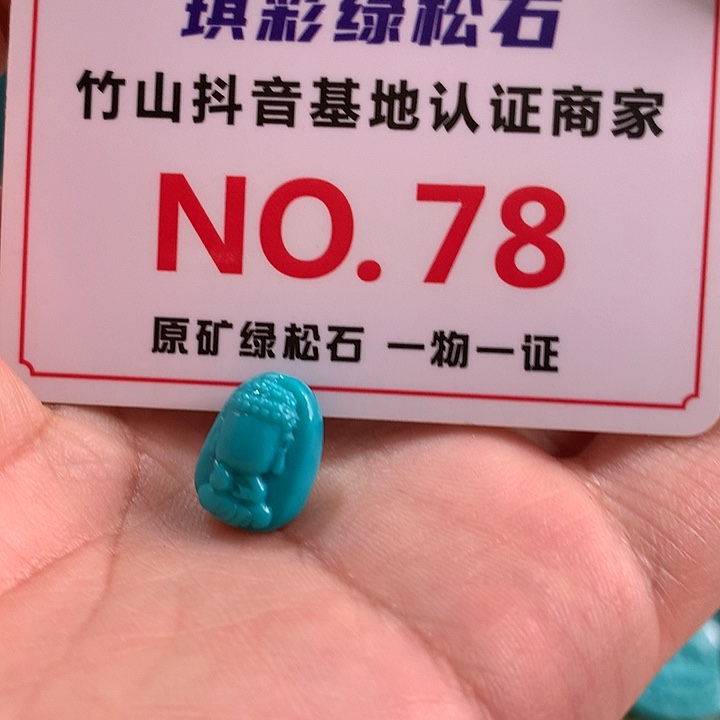 琪彩绿松石
竹山抖音基地认证商家
NO.78
原矿绿松石 一物一证